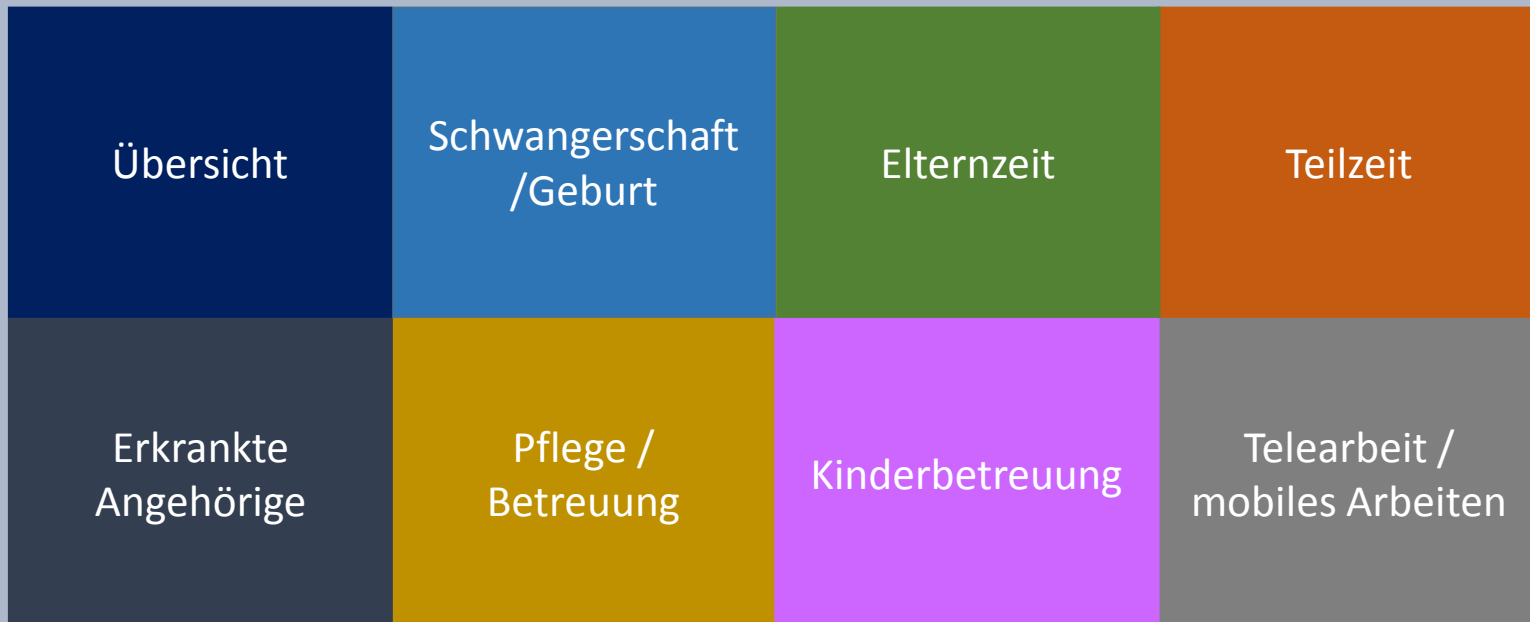 Übersicht
Schwangerschaft
/Geburt
Elternzeit
Teilzeit
Erkrankte
Angehörige
Pflege /
Betreuung
Kinderbetreuung
Telearbeit /
mobiles Arbeiten